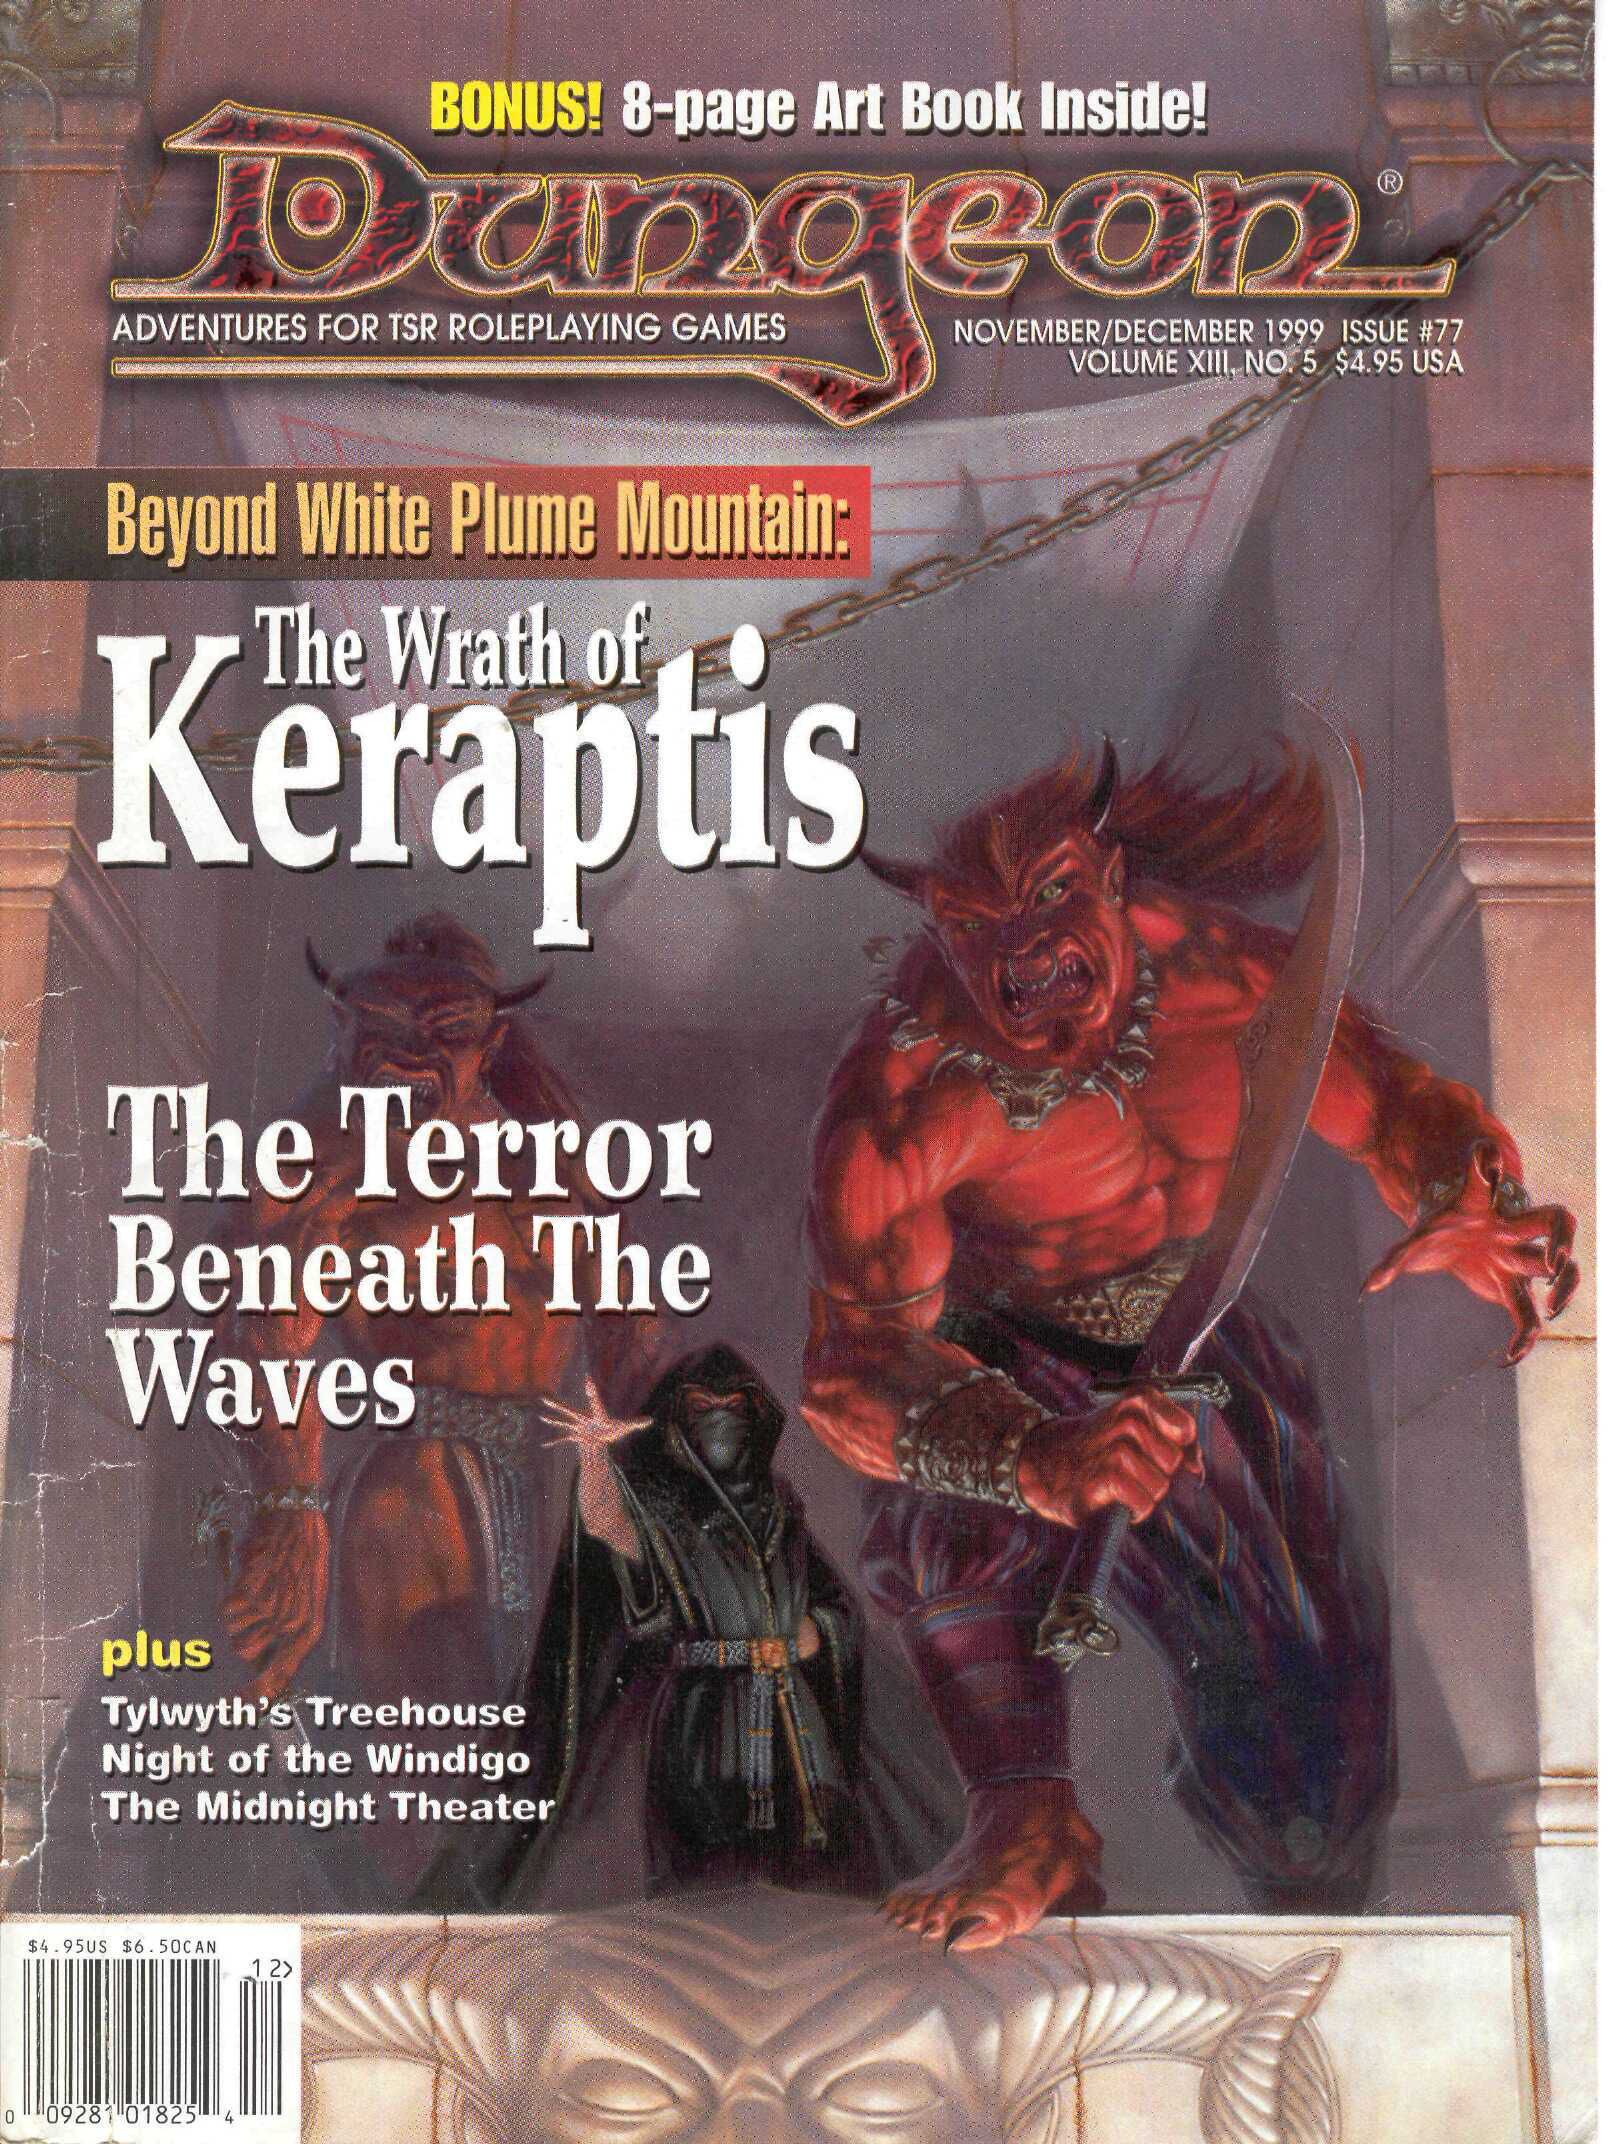 BONUS! 8-page Art Book Inside!
Dungeon®
ADVENTURES FOR TSR ROLEPLAYING GAMES
NOVEMBER/DECEMBER 1999 ISSUE #77
VOLUME XIII, NO. 5 $4.95 USA
Beyond White Plume Mountain:
The Wrath of
Keraptis
The Terror
Beneath The
Waves
plus
Tylwyth's Treehouse
Night of the Windigo
The Midnight Theater
$4.95US $6.50CAN
12>
0 09281 01825 4